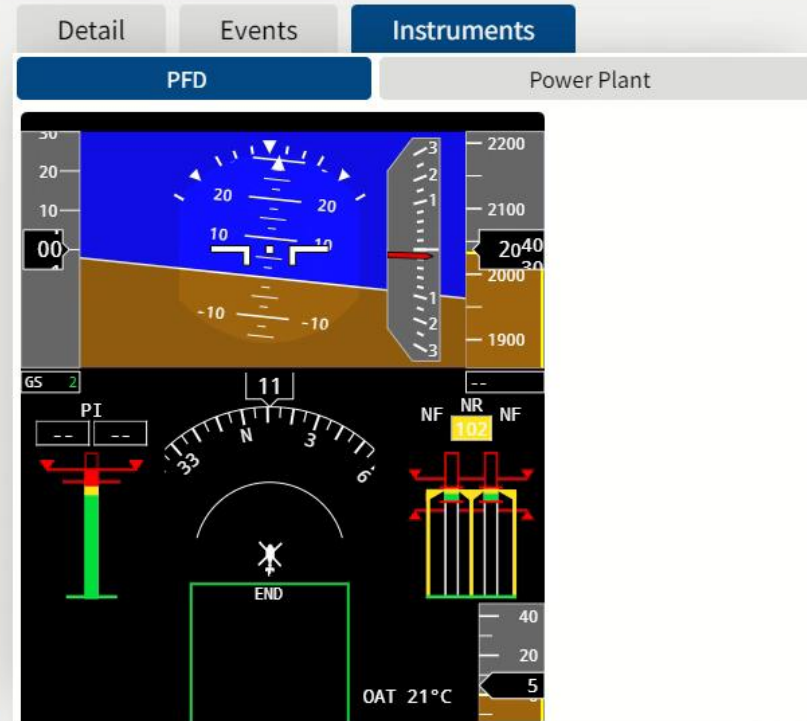 Detail Events Instruments
PFD Power Plant
30 3 2200
20 20 20 2 1
10 2100
10 10
00 2040
30
2000
-10 -10 1
2
3 1900
GS 2 11 --
PI NF NR NF
-- -- 102
33 N 3 6
END
40
20
OAT 21°C 5